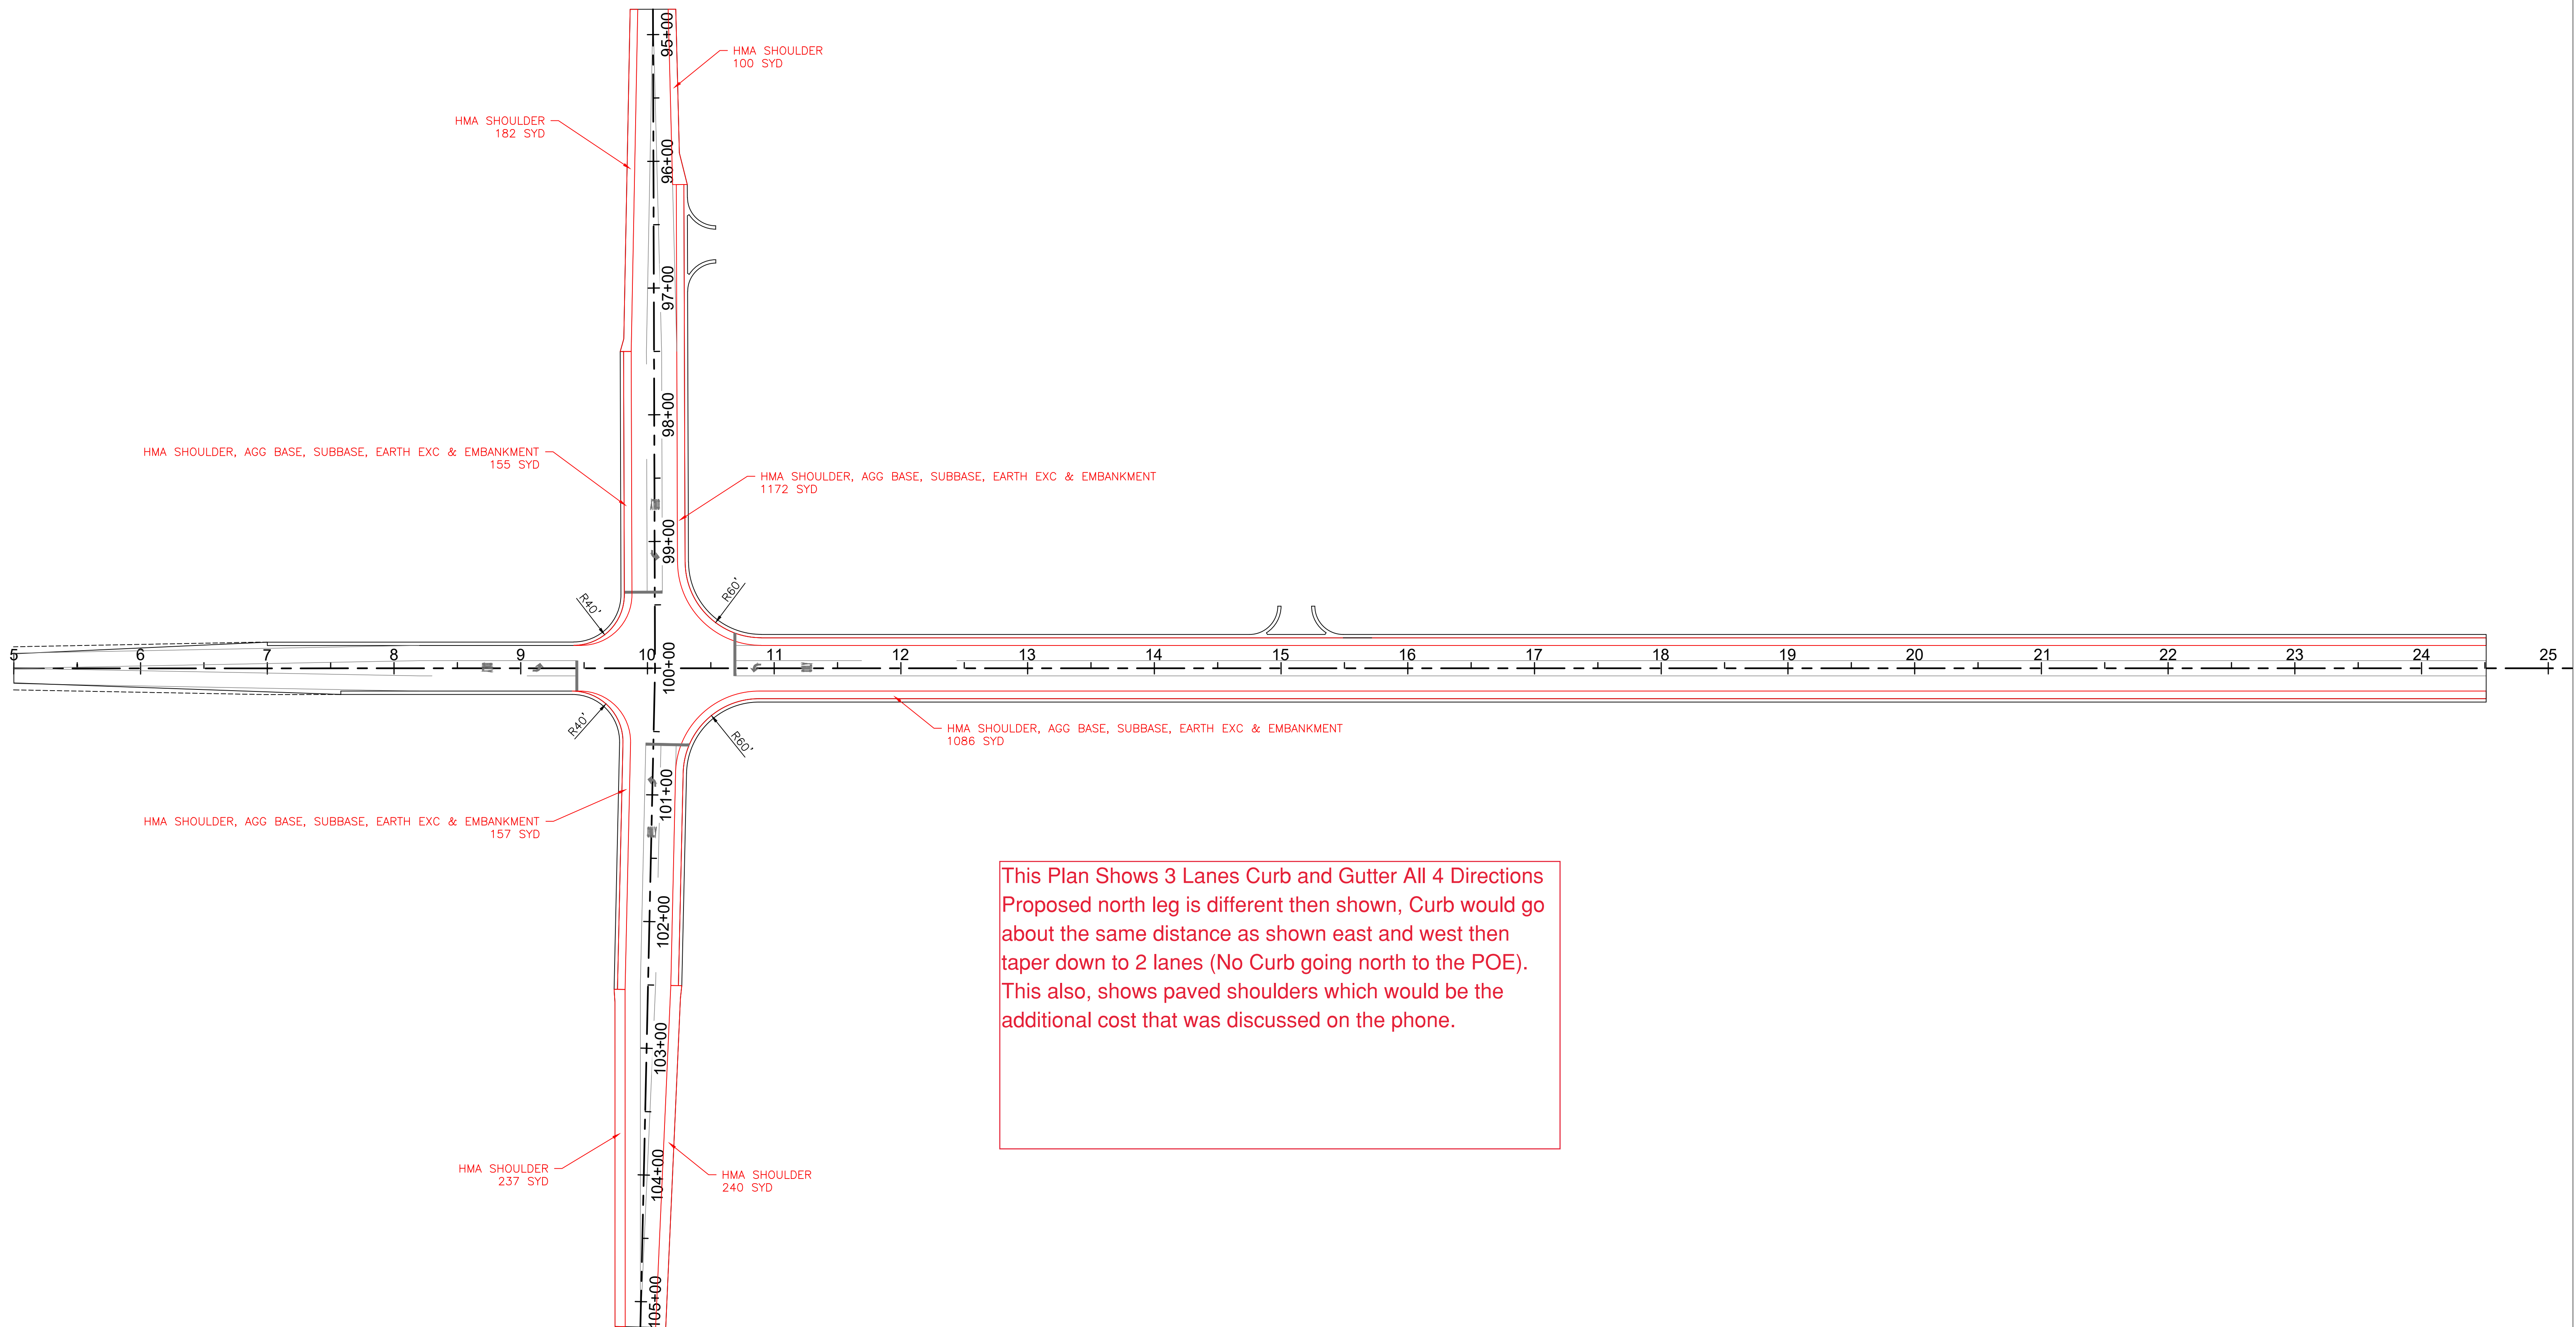 95+00
HMA SHOULDER
100 SYD
HMA SHOULDER
182 SYD
96+00
97+00
98+00
HMA SHOULDER, AGG BASE, SUBBASE, EARTH EXC & EMBANKMENT
155 SYD
HMA SHOULDER, AGG BASE, SUBBASE, EARTH EXC & EMBANKMENT
1172 SYD
99+00
R40'
R60'
5 6 7 8 9 10 11 12 13 14 15 16 17 18 19 20 21 22 23 24 25
100+00
R40'
R60'
HMA SHOULDER, AGG BASE, SUBBASE, EARTH EXC & EMBANKMENT
1086 SYD
101+00
HMA SHOULDER, AGG BASE, SUBBASE, EARTH EXC & EMBANKMENT
157 SYD
102+00
This Plan Shows 3 Lanes Curb and Gutter All 4 Directions
Proposed north leg is different then shown, Curb would go
about the same distance as shown east and west then
taper down to 2 lanes (No Curb going north to the POE).
This also, shows paved shoulders which would be the
additional cost that was discussed on the phone.
103+00
104+00
HMA SHOULDER
237 SYD
HMA SHOULDER
240 SYD
105+00